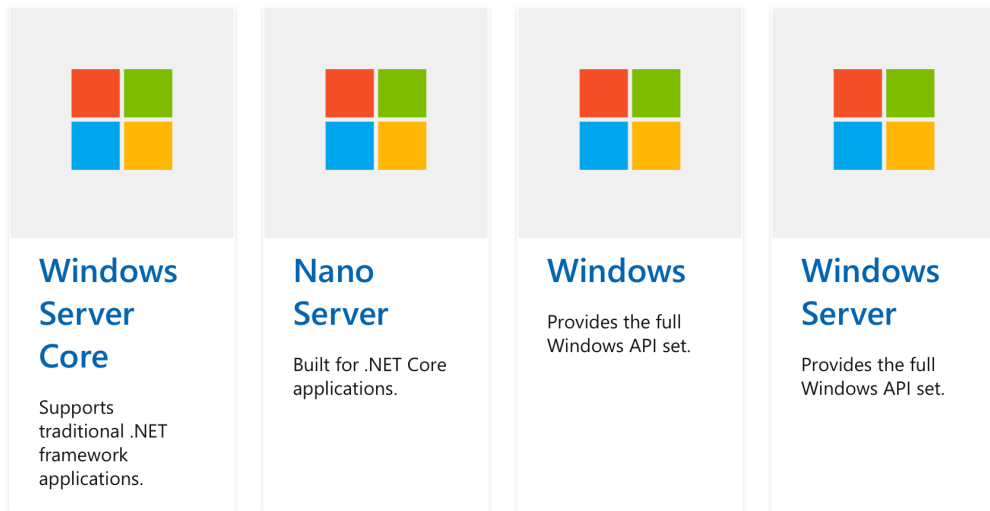 Windows
Server
Core
Supports
traditional .NET
framework
applications.
Nano
Server
Built for .NET Core
applications.
Windows
Provides the full
Windows API set.
Windows
Server
Provides the full
Windows API set.